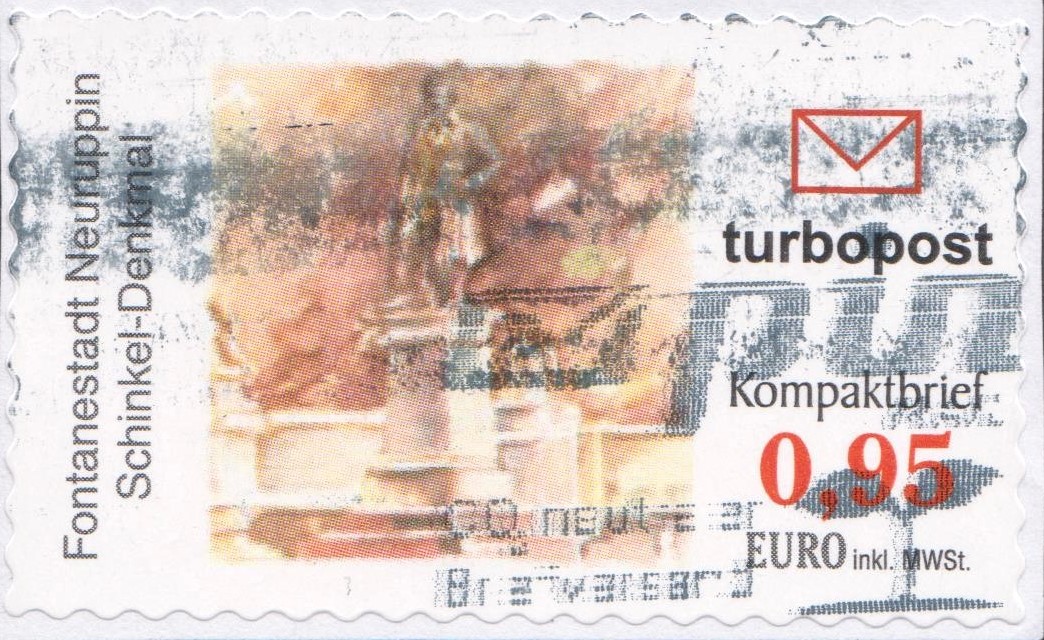 Fontanestadt Neuruppin
Schinkel-Denkmal
turbopost
Kompaktbrief
0,95
EURO inkl. MWSt.